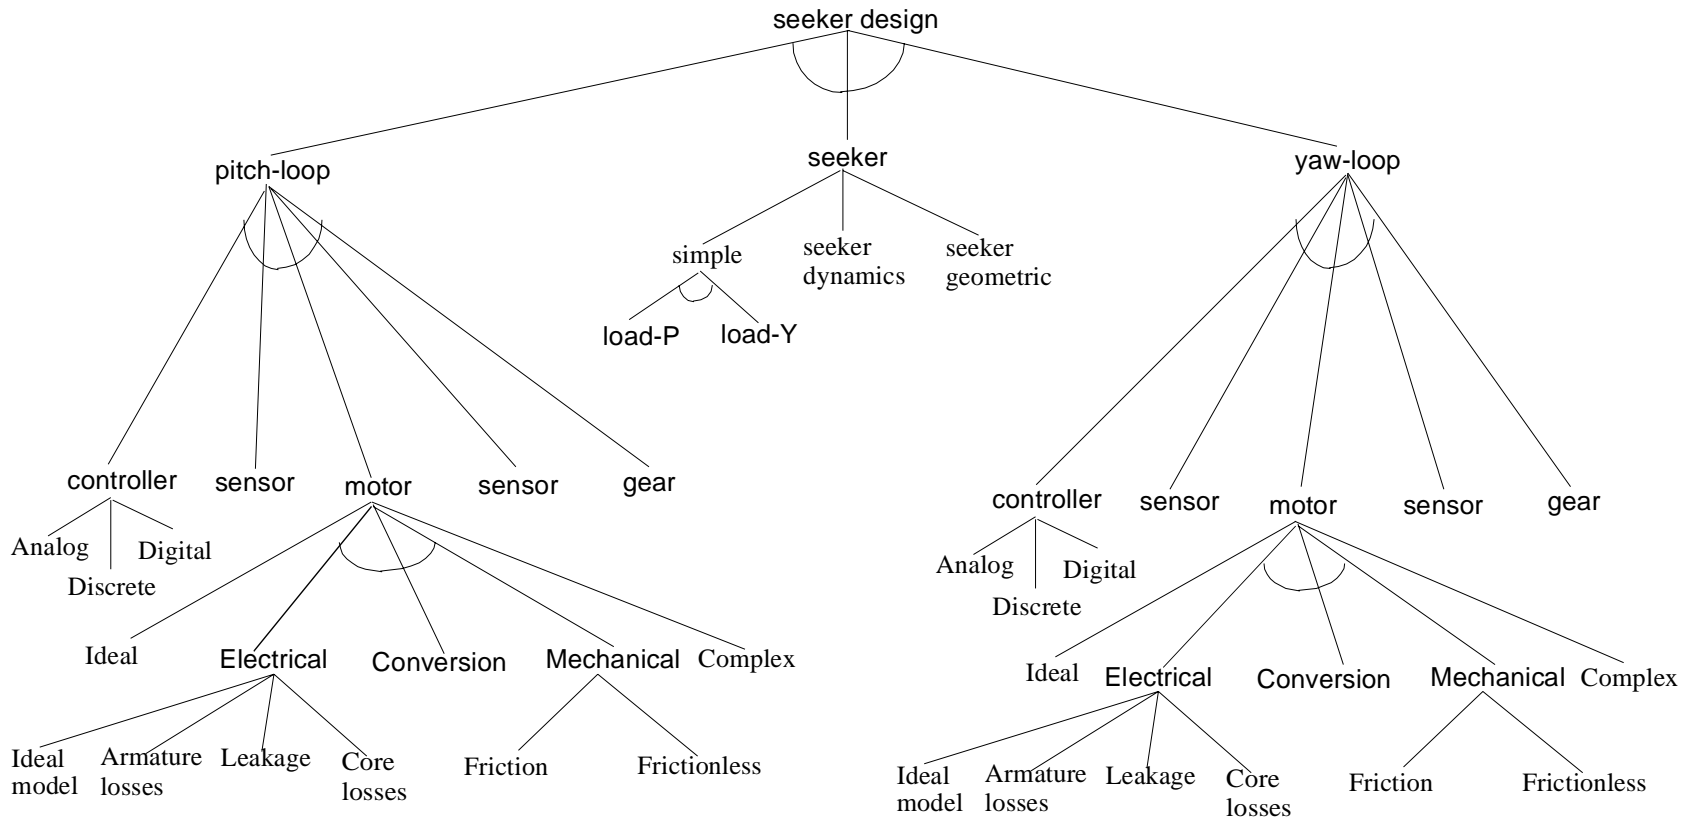 seeker design
pitch-loop
seeker
yaw-loop
simple
seeker
dynamics
seeker
geometric
load-P
load-Y
controller
sensor
motor
sensor
gear
controller
sensor
motor
sensor
gear
Analog
Digital
Discrete
Analog
Digital
Discrete
Ideal
Electrical
Conversion
Mechanical
Complex
Ideal
Electrical
Conversion
Mechanical
Complex
Ideal
model
Armature
losses
Leakage
Core
losses
Friction
Frictionless
Ideal
model
Armature
losses
Leakage
Core
losses
Friction
Frictionless